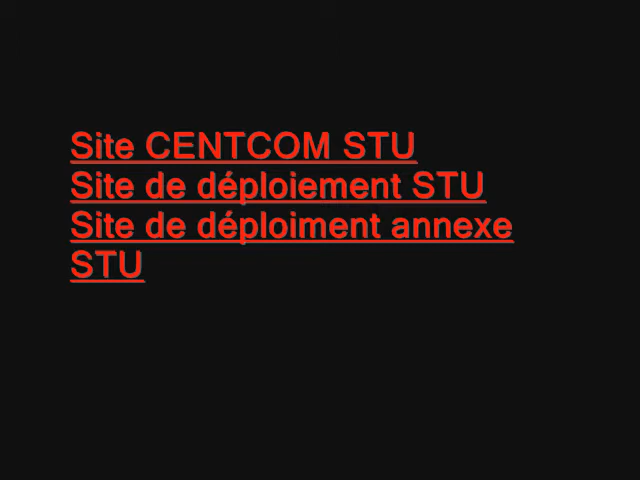 Site CENTCOM STU
Site de déploiement STU
Site de déploiment annexe
STU